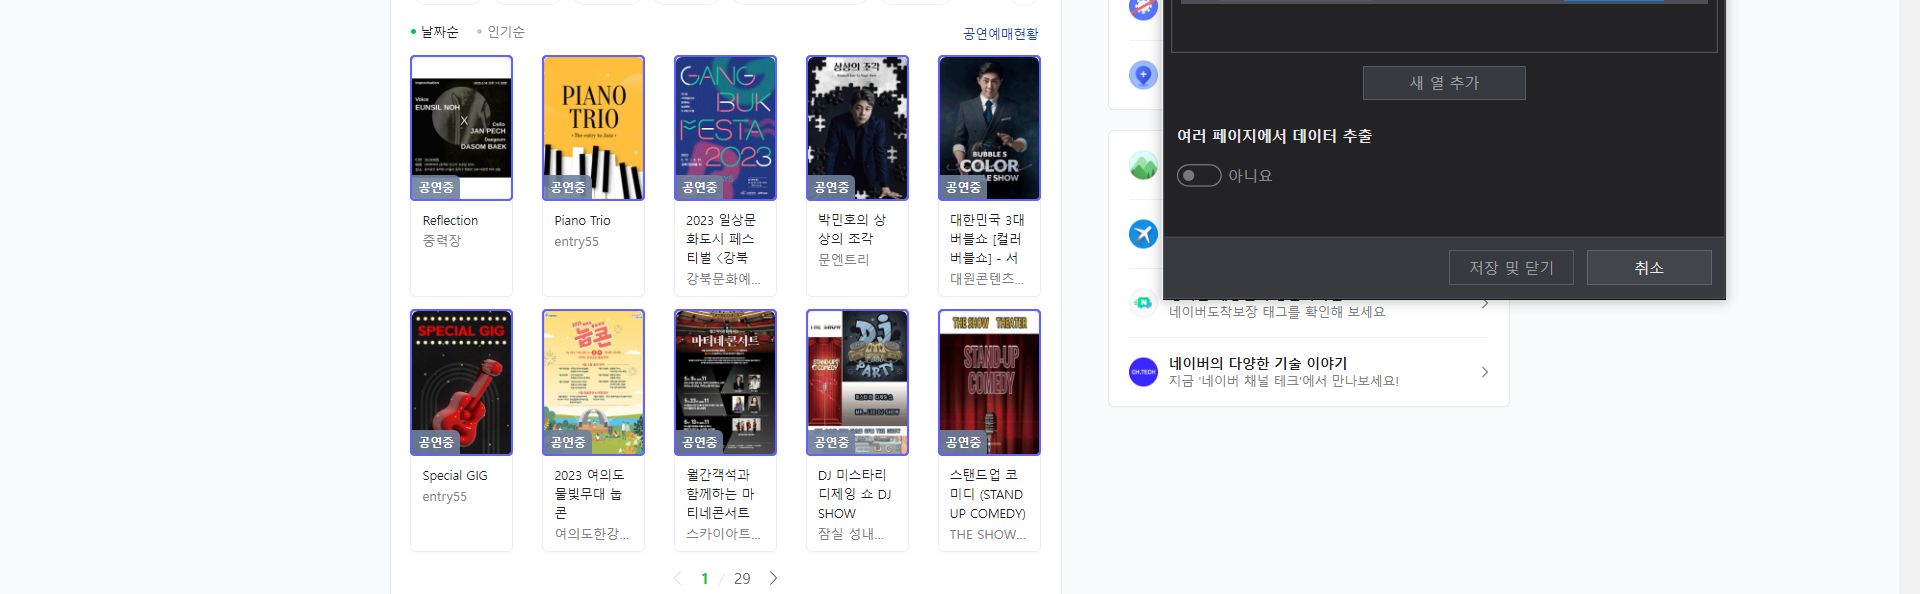 날짜순
인기순
공연예매현황
EUNSIL NOH
X
JAN PECH
DASOM BAEK
공연중
Reflection
중력장
PIANO
TRIO
공연중
Piano Trio
entry55
GANG
BUK
FESTA
2023
공연중
2023 일상문
화도시 페스
티벌 <강북
강북문화예...
상상의 조각
공연중
박민호의 상
상의 조각
문엔트리
BUBBLE S
COLOR
BUBBLE SHOW
공연중
대한민국 3대
버블쇼 [컬러
버블쇼] - 서
대원콘텐츠...
SPECIAL GIG
공연중
Special GIG
entry55
눕콘
공연중
2023 여의도
물빛무대 눕
콘
여의도한강...
마티네콘서트
공연중
월간객석과
함께하는 마
티네콘서트
스카이아트...
THE SHOW
STAND-UP
COMEDY
DJ
PARTY
공연중
DJ 미스타리
디제잉 쇼 DJ
SHOW
잠실 성내...
THE SHOW THEATER
STAND-UP
COMEDY
공연중
스탠드업 코
미디 (STAND
UP COMEDY)
THE SHOW...
1 / 29
새 열 추가
여러 페이지에서 데이터 추출
아니요
저장 및 닫기
취소
네이버도착보장 태그를 확인해 보세요
CH.TECH
네이버의 다양한 기술 이야기
지금 '네이버 채널 테크'에서 만나보세요!